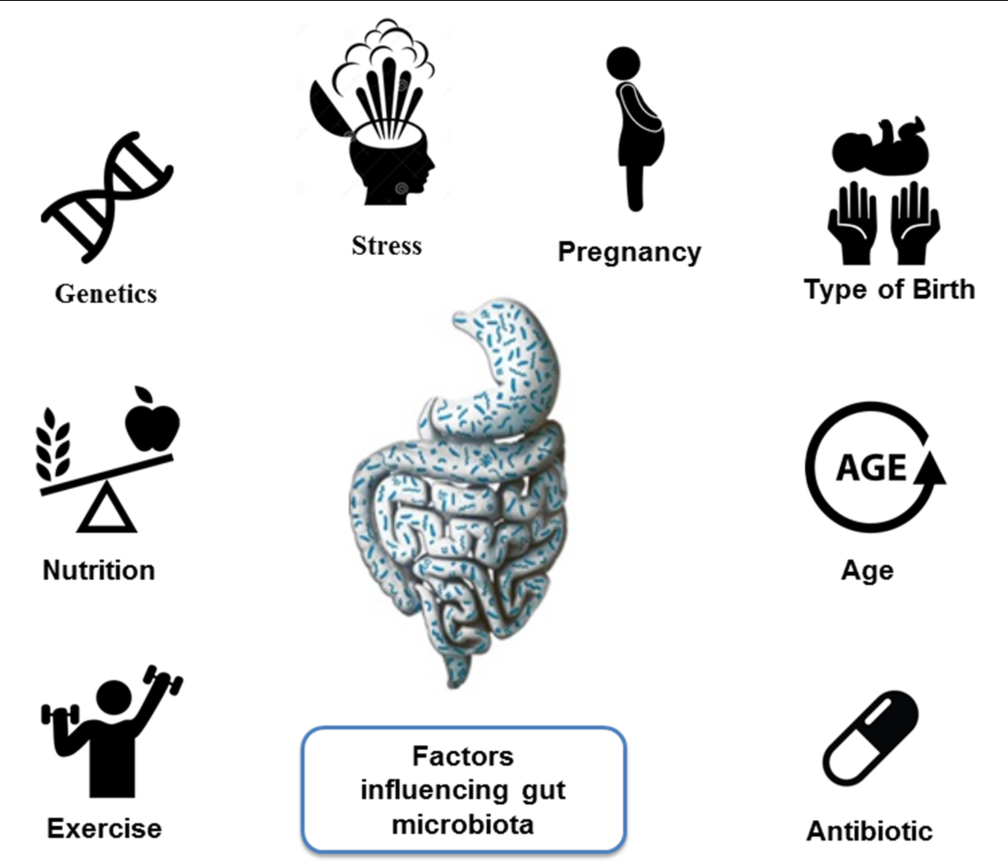 Stress
Pregnancy
Genetics
Type of Birth
Nutrition
AGE
Age
Exercise
Factors
influencing gut
microbiota
Antibiotic